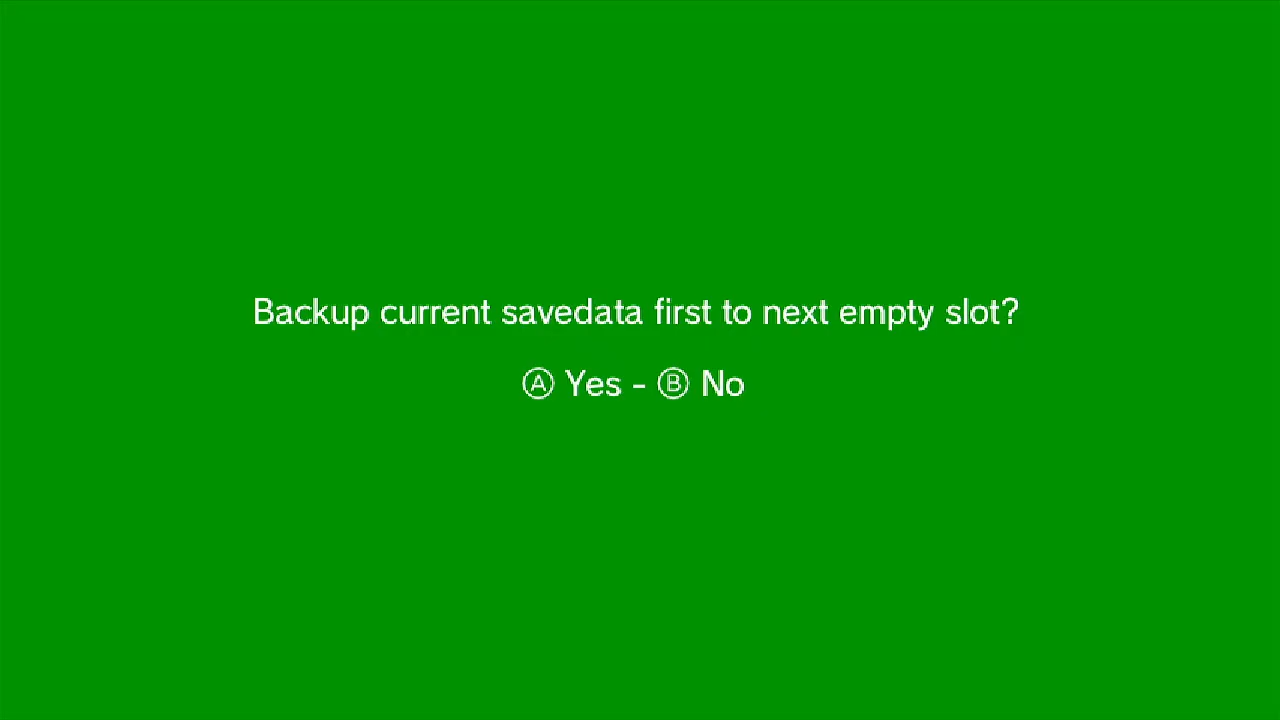 Backup current savedata first to next empty slot?
Ⓐ Yes - Ⓑ No